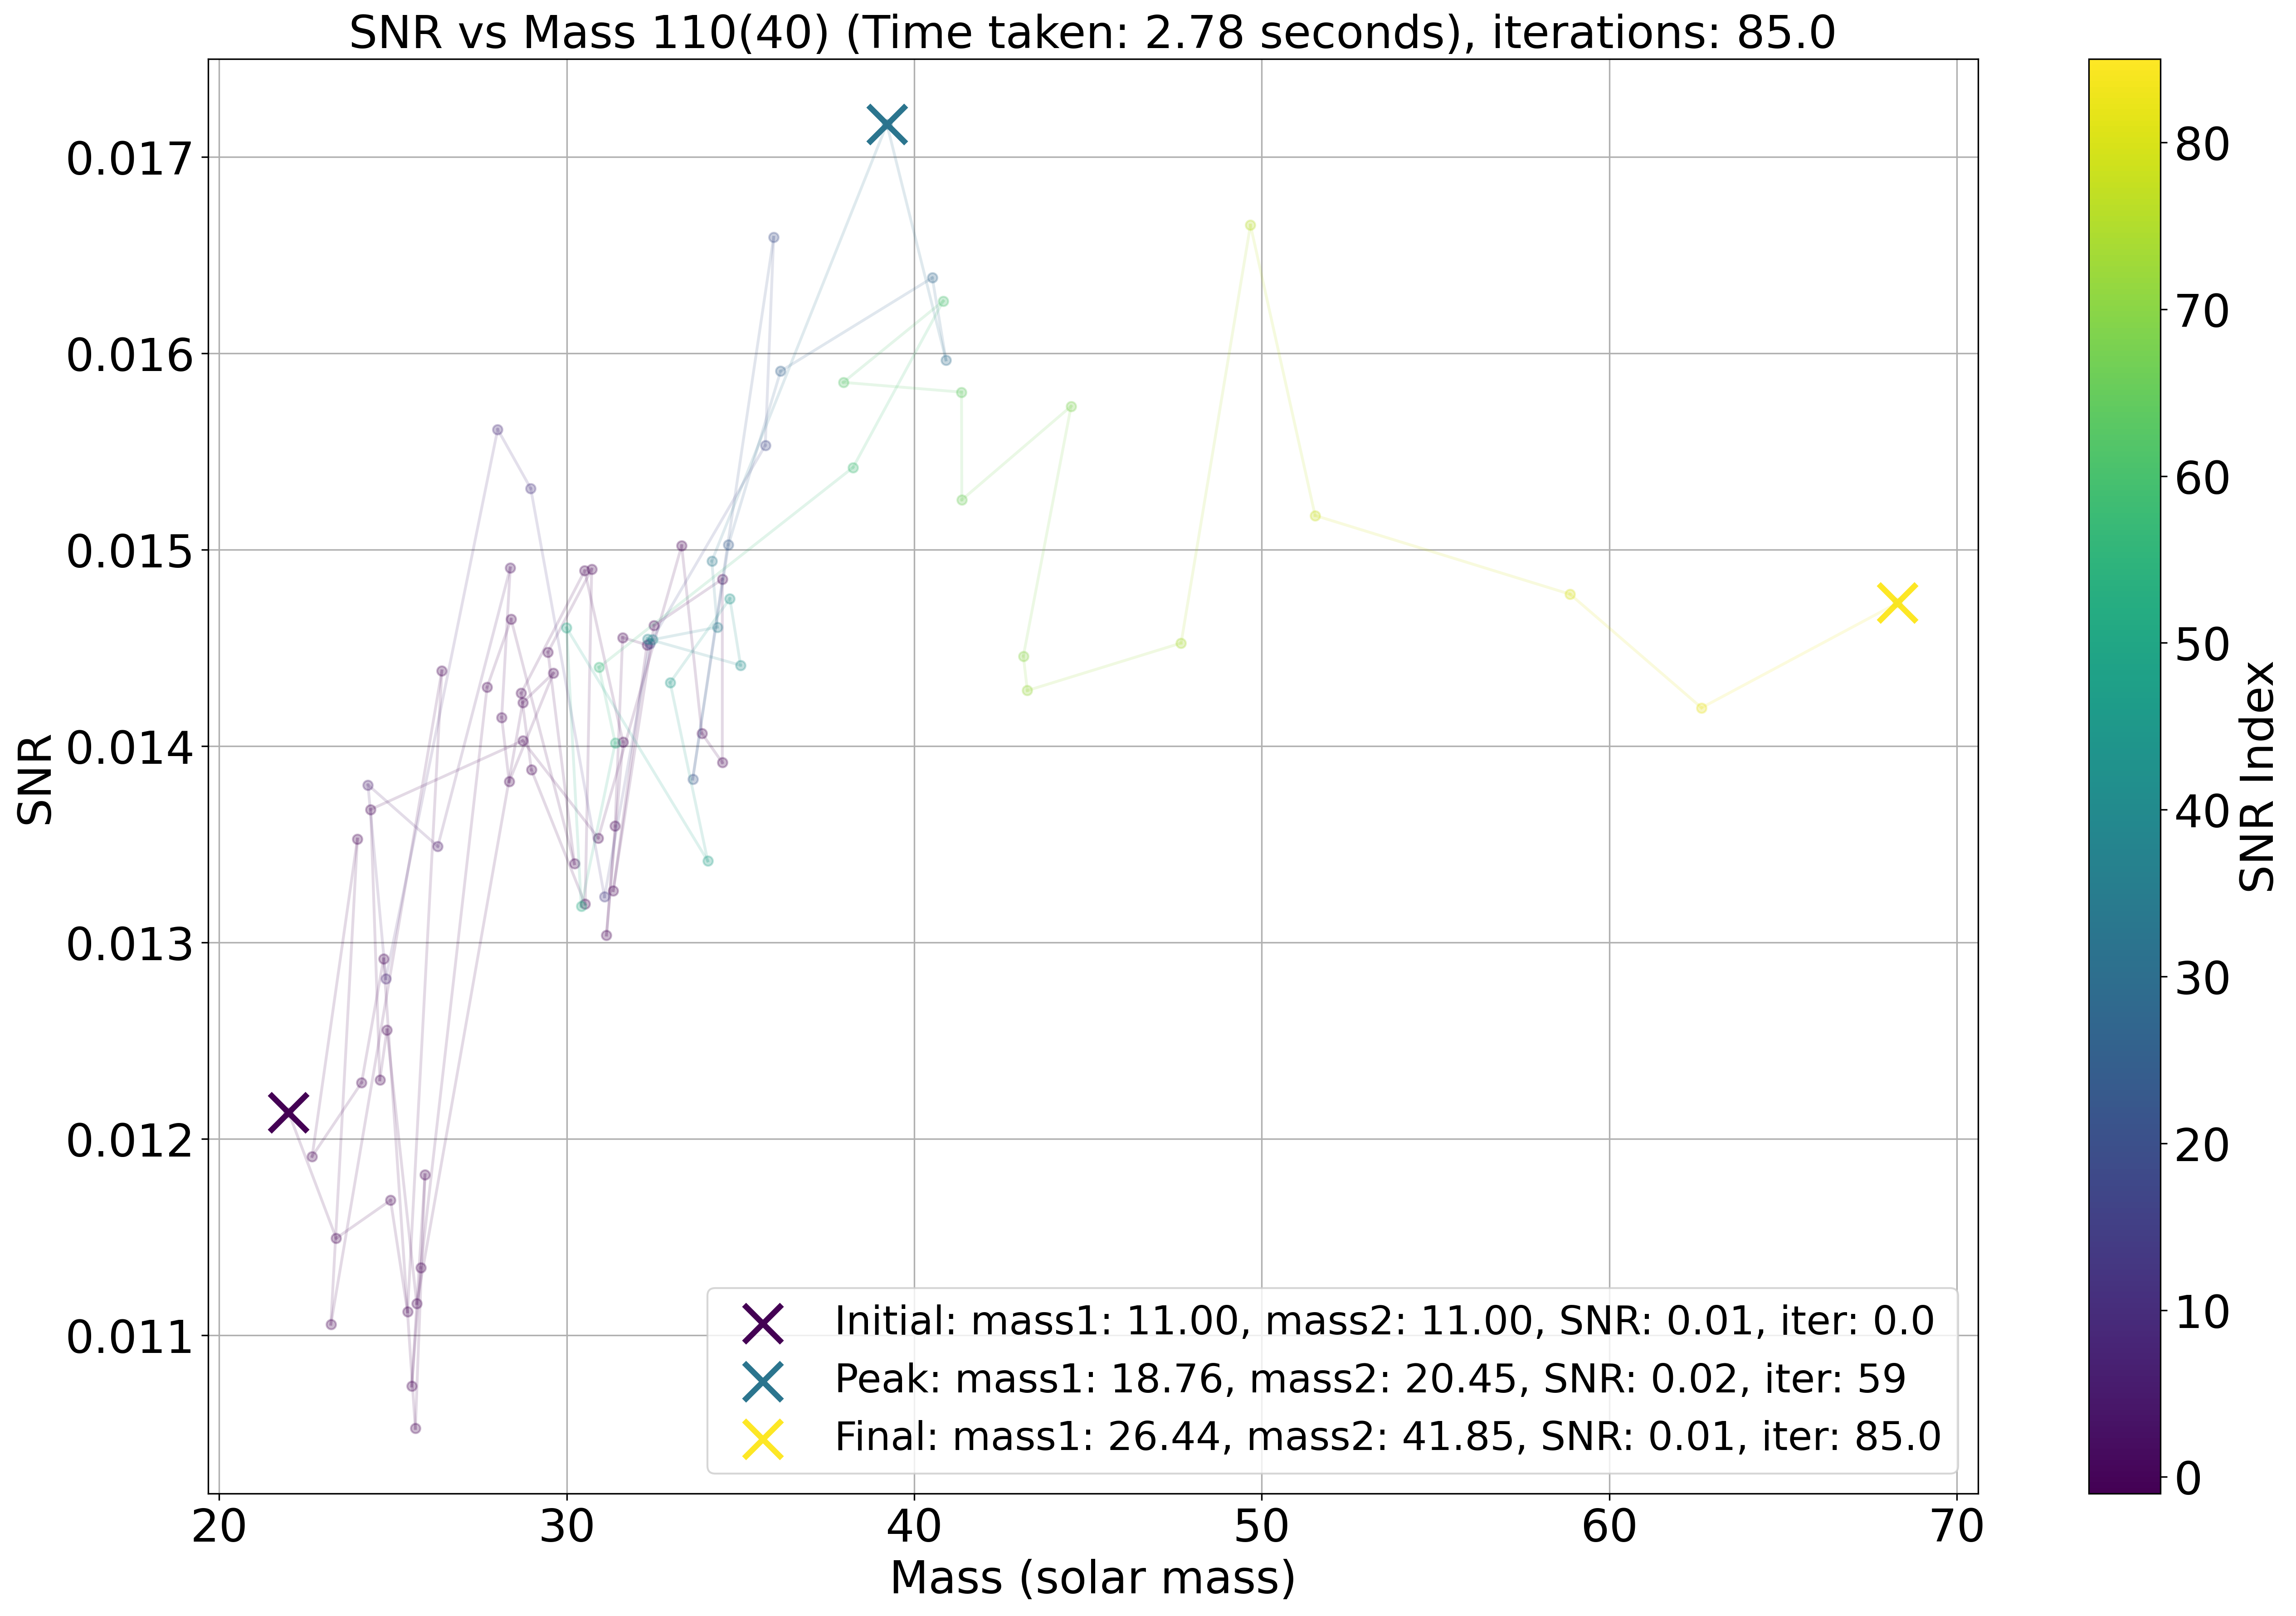 SNR vs Mass 110(40) (Time taken: 2.78 seconds), iterations: 85.0
SNR
0.017
0.016
0.015
0.014
0.013
0.012
0.011
20 30 40 50 60 70
Mass (solar mass)
Initial: mass1: 11.00, mass2: 11.00, SNR: 0.01, iter: 0.0
Peak: mass1: 18.76, mass2: 20.45, SNR: 0.02, iter: 59
Final: mass1: 26.44, mass2: 41.85, SNR: 0.01, iter: 85.0
80
70
60
50
40
30
20
10
0
SNR Index